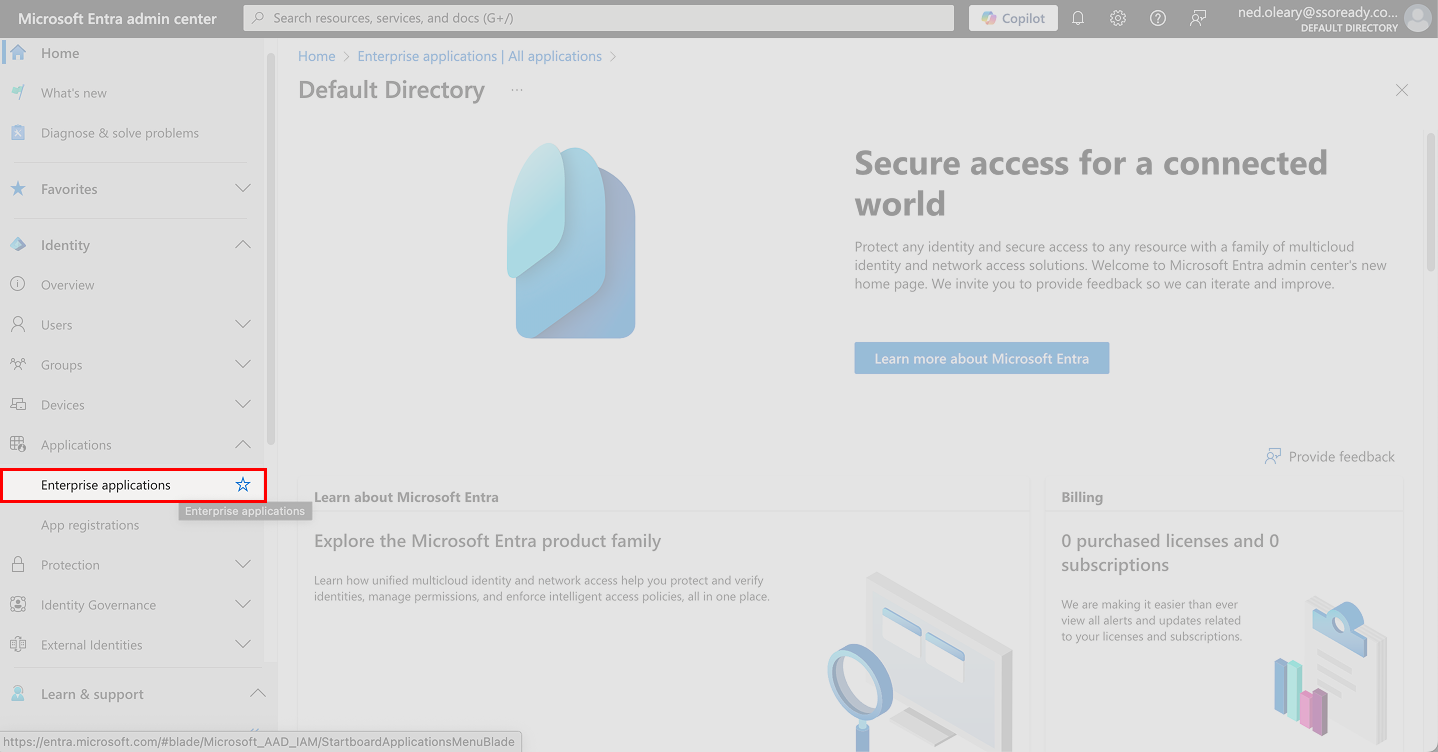 Microsoft Entra admin center
Search resources, services, and docs (G+/)
Copilot
ned.oleary@ssoready.co...
DEFAULT DIRECTORY
Home
What's new
Diagnose & solve problems
Favorites
Identity
Overview
Users
Groups
Devices
Applications
Enterprise applications
Enterprise applications
App registrations
Protection
Identity Governance
External Identities
Learn & support
https://entra.microsoft.com/#blade/Microsoft_AAD_IAM/StartboardApplicationsMenuBlade
Home > Enterprise applications | All applications >
Default Directory ...
Secure access for a connected
world
Protect any identity and secure access to any resource with a family of multicloud
identity and network access solutions. Welcome to Microsoft Entra admin center's new
home page. We invite you to provide feedback so we can iterate and improve.
Learn more about Microsoft Entra
Provide feedback
Learn about Microsoft Entra
Explore the Microsoft Entra product family
Learn how unified multicloud identity and network access help you protect and verify
identities, manage permissions, and enforce intelligent access policies, all in one place.
Billing
0 purchased licenses and 0
subscriptions
We are making it easier than ever
view all alerts and updates related
to your licenses and subscriptions.